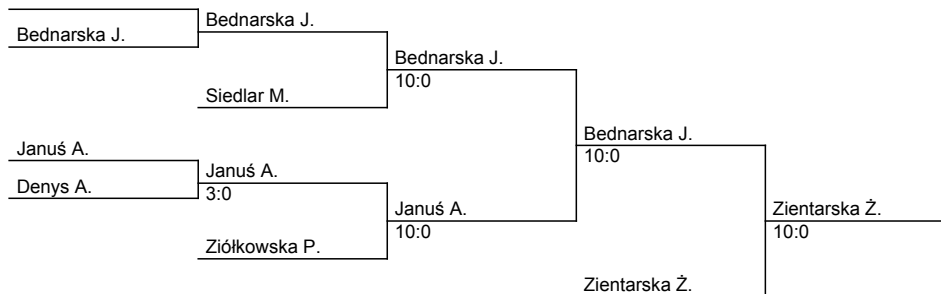 Bednarska J.
Bednarska J.
Bednarska J.
10:0
Siedlar M.
Bednarska J.
10:0
Januś A.
Januś A.
3:0
Denys A.
Januś A.
10:0
Zientarska Ż.
10:0
Ziółkowska P.
Zientarska Ż.